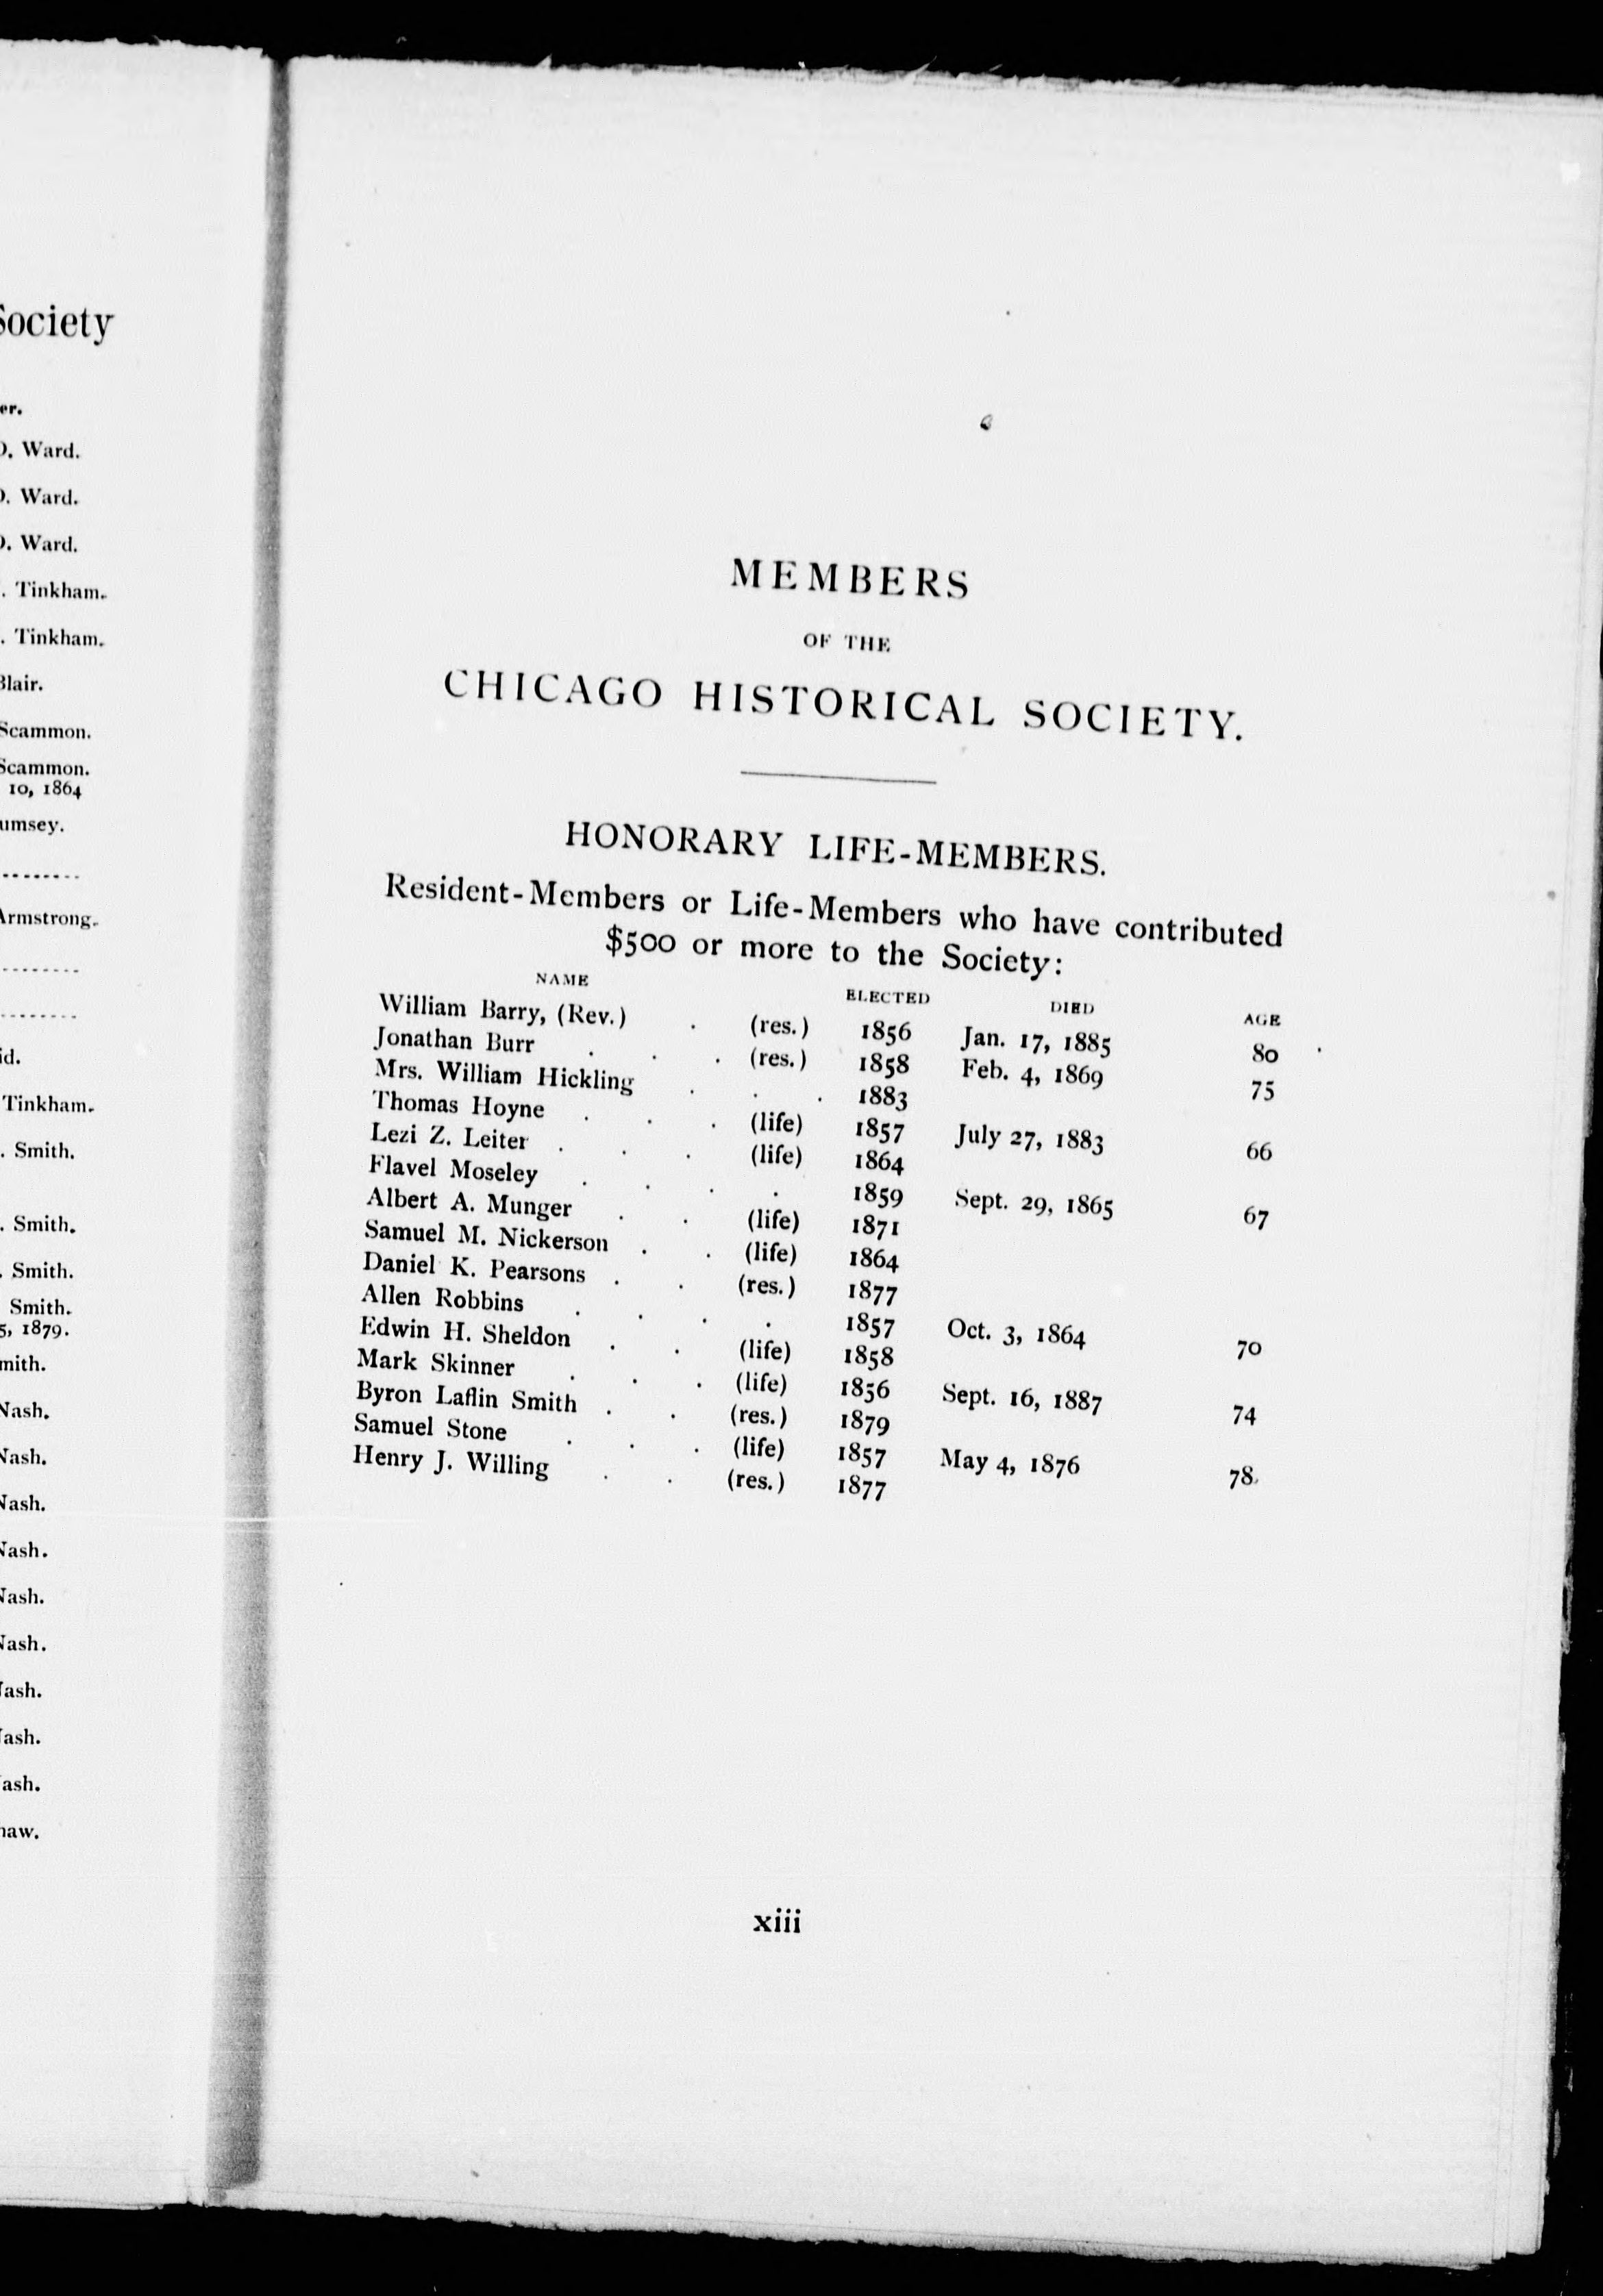 Society
er.
. Ward.
. Ward.
. Ward.
. Tinkham.
. Tinkham.
Blair.
Scammon.
Scammon.
10, 1864
umsey.
Armstrong.
id.
Tinkham.
. Smith.
. Smith.
. Smith.
Smith.
5, 1879.
mith.
Nash.
Nash.
Nash.
Nash.
Nash.
Nash.
ash.
ash.
ash.
haw.
MEMBERS
OF THE
CHICAGO HISTORICAL SOCIETY.
HONORARY LIFE-MEMBERS.
Resident-Members or Life-Members who have contributed
$500 or more to the Society:
NAME ELECTED DIED AGE
William Barry, (Rev.) . (res.) 1856 Jan. 17, 1885 80
Jonathan Burr . . . (res.) 1858 Feb. 4, 1869 75
Mrs. William Hickling . . . 1883
Thomas Hoyne . . . (life) 1857 July 27, 1883 66
Lezi Z. Leiter . . . (life) 1864
Flavel Moseley . . . . 1859 Sept. 29, 1865 67
Albert A. Munger . . (life) 1871
Samuel M. Nickerson . . (life) 1864
Daniel K. Pearsons . . (res.) 1877
Allen Robbins . . . . 1857 Oct. 3, 1864 70
Edwin H. Sheldon . . (life) 1858
Mark Skinner . . . (life) 1856 Sept. 16, 1887 74
Byron Laflin Smith . . (res.) 1879
Samuel Stone . . . (life) 1857 May 4, 1876 78
Henry J. Willing . . (res.) 1877
xiii